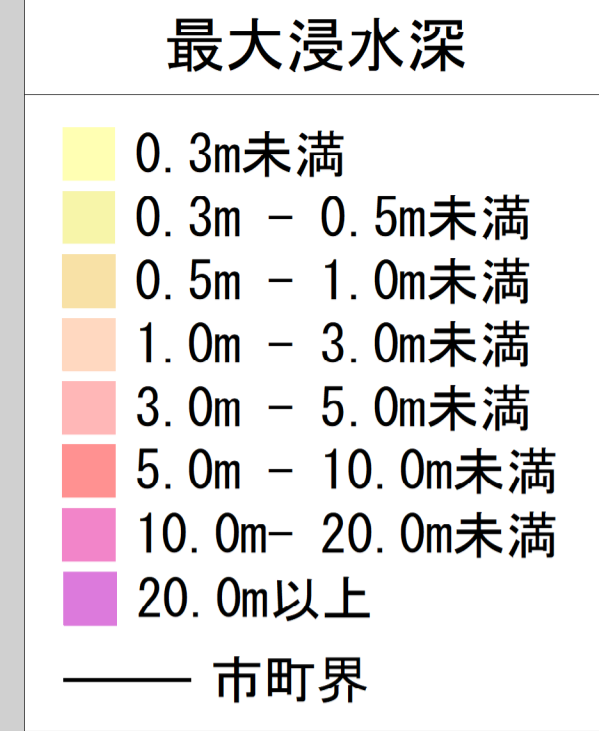 最大浸水深
0.3m未満
0.3m - 0.5m未満
0.5m - 1.0m未満
1.0m - 3.0m未満
3.0m - 5.0m未満
5.0m - 10.0m未満
10.0m- 20.0m未満
20.0m以上
市町界